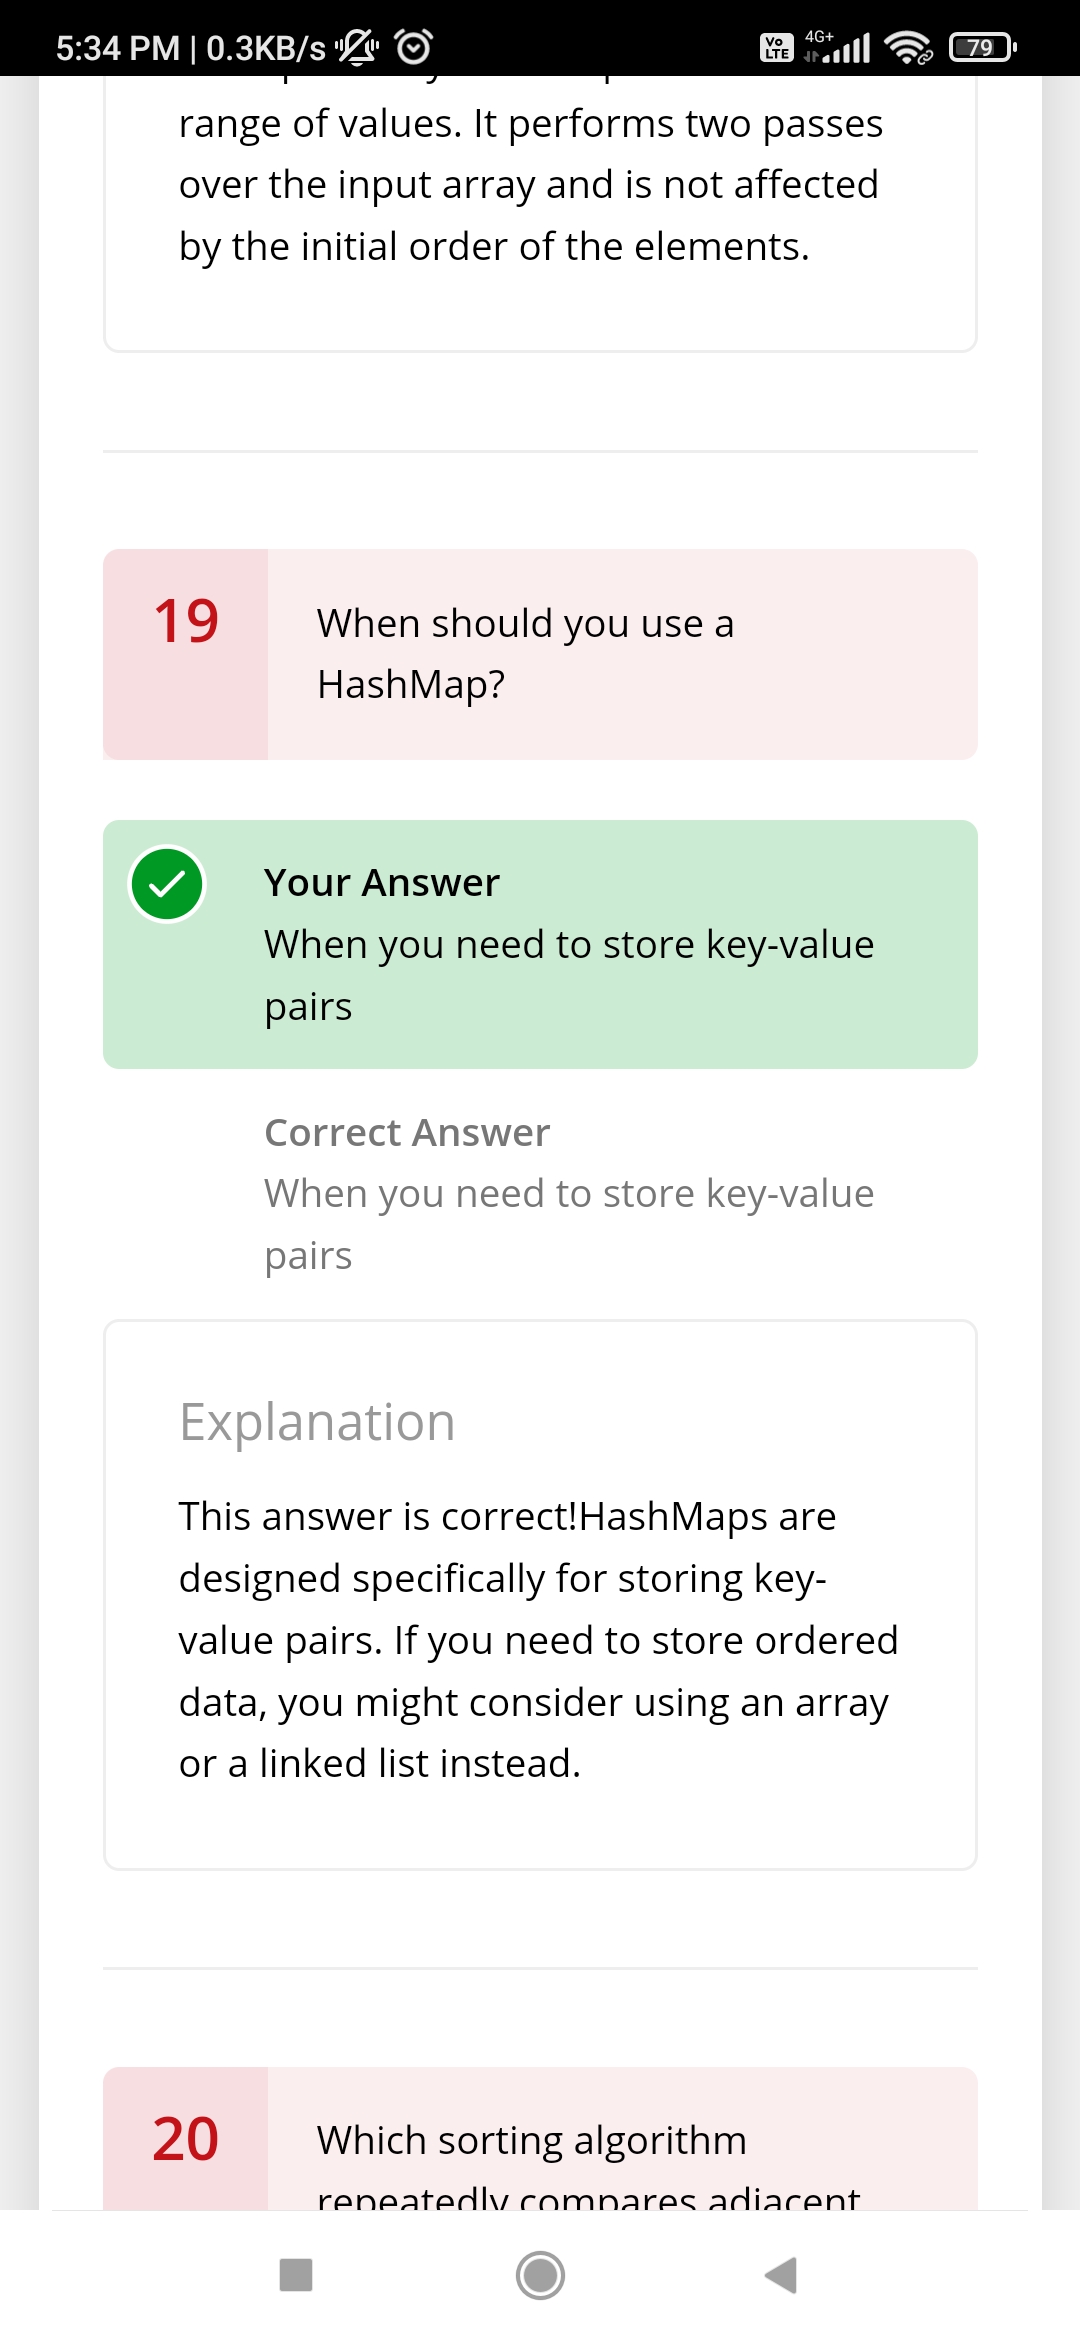 5:34 PM | 0.3KB/s
Vo LTE 4G+ 79
range of values. It performs two passes
over the input array and is not affected
by the initial order of the elements.
19
When should you use a
HashMap?
Your Answer
When you need to store key-value
pairs
Correct Answer
When you need to store key-value
pairs
Explanation
This answer is correct!HashMaps are
designed specifically for storing key-
value pairs. If you need to store ordered
data, you might consider using an array
or a linked list instead.
20
Which sorting algorithm
repeatedly compares adjacent